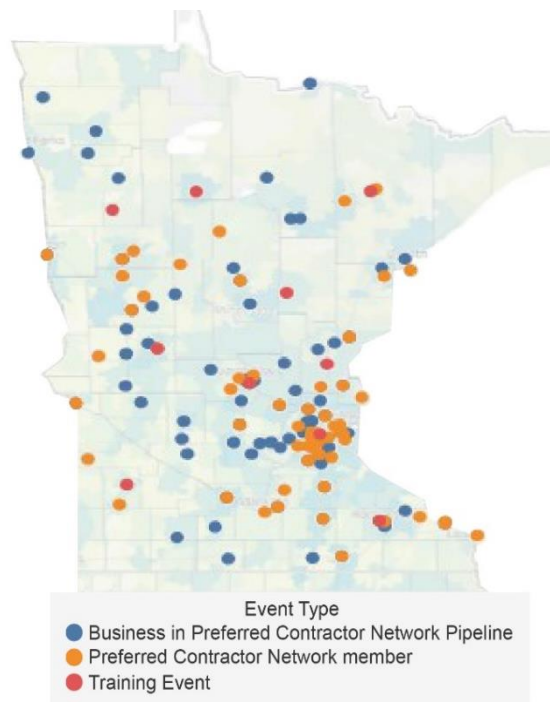 Event Type
Business in Preferred Contractor Network Pipeline
Preferred Contractor Network member
Training Event